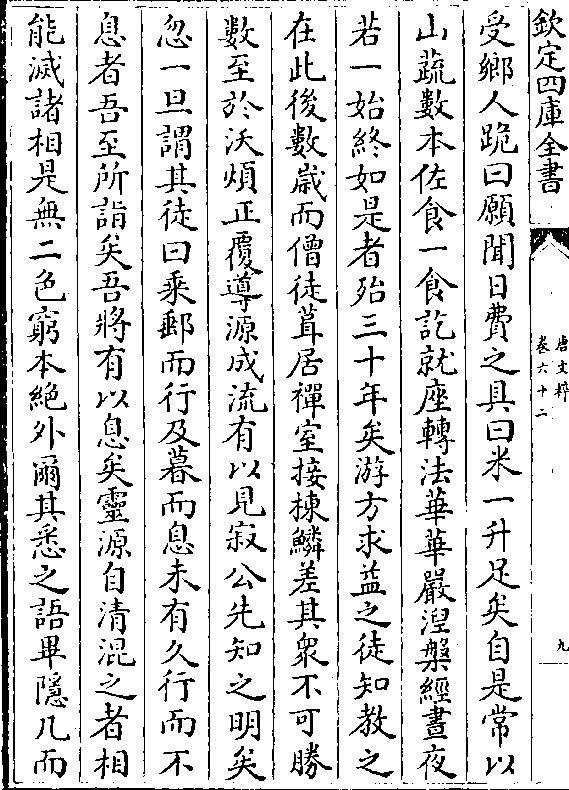 欽定四庫全書
唐文粹
卷六十二
九
受鄉人跪曰願聞日費之具曰米一升足矣自是常以
山蔬數本佐食一食訖就座轉法華華嚴涅槃經晝夜
若一始終如是者殆三十年矣游方求益之徒知教之
在此後數歳而僧徒葺居禪室接棟鱗差其衆不可勝
數至於沃煩正覆導源成流有以見寂公先知之明矣
忽一旦謂其徒曰乘郵而行及暮而息未有久行而不
息者吾至所詣矣吾將有以息矣靈源自清混之者相
能滅諸相是無二色窮本絶外爾其悉之語畢隱几而